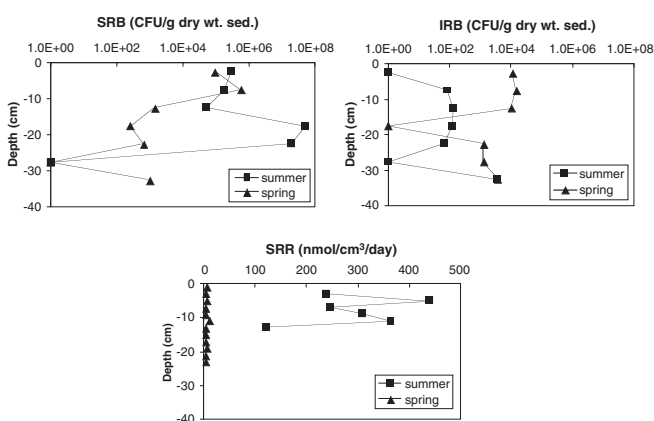 SRB (CFU/g dry wt. sed.)
1.0E+00 1.0E+02 1.0E+04 1.0E+06 1.0E+08
0
-10
-20
-30
-40
Depth (cm)
summer
spring
IRB (CFU/g dry wt. sed.)
1.0E+00 1.0E+02 1.0E+04 1.0E+06 1.0E+08
0
-10
-20
-30
-40
Depth (cm)
summer
spring
SRR (nmol/cm³/day)
0 100 200 300 400 500
0
-10
-20
-30
-40
Depth (cm)
summer
spring